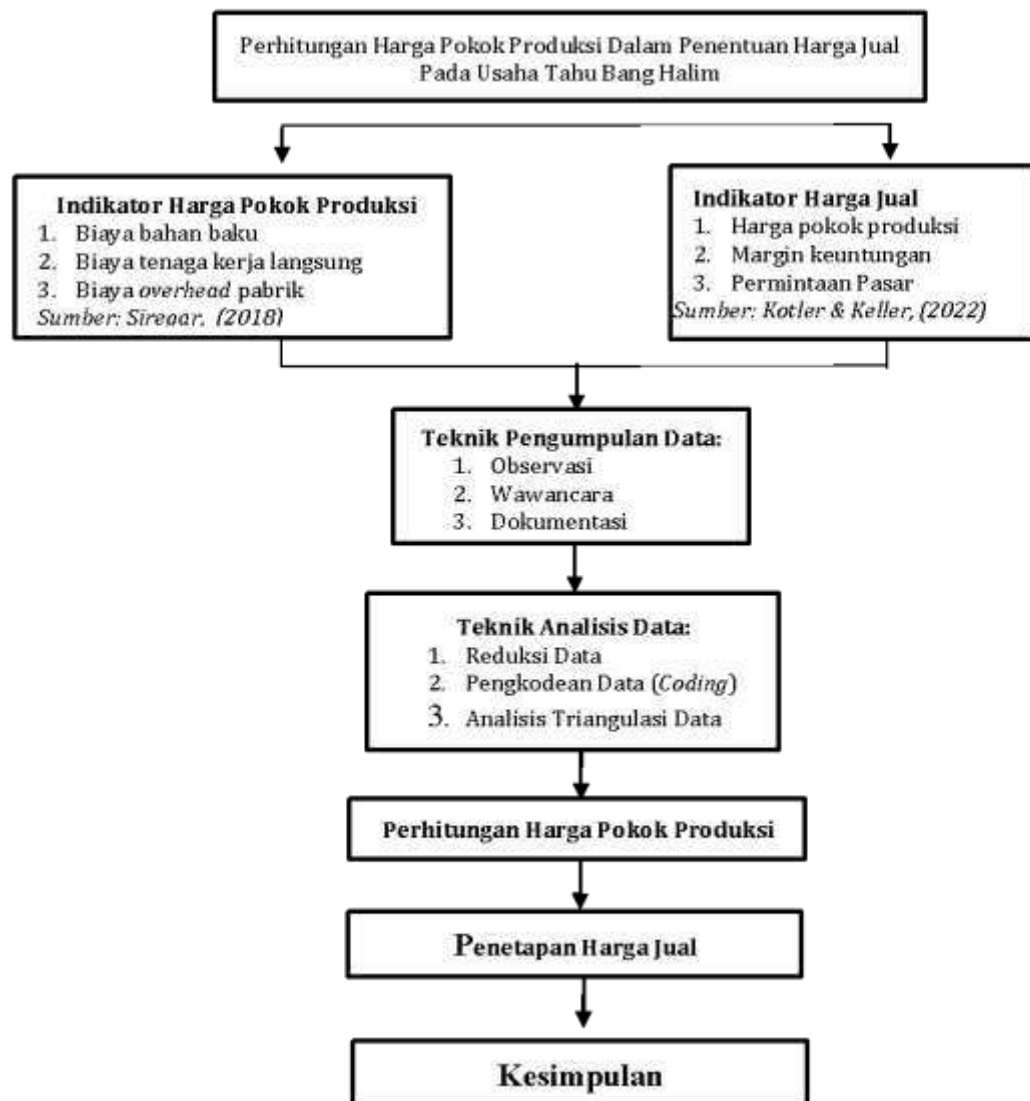 Perhitungan Harga Pokok Produksi Dalam Penentuan Harga Jual
Pada Usaha Tahu Bang Halim
Indikator Harga Pokok Produksi
1. Biaya bahan baku
2. Biaya tenaga kerja langsung
3. Biaya overhead pabrik
Sumber: Siregar, (2018)
Indikator Harga Jual
1. Harga pokok produksi
2. Margin keuntungan
3. Permintaan Pasar
Sumber: Kotler & Keller, (2022)
Teknik Pengumpulan Data:
1. Observasi
2. Wawancara
3. Dokumentasi
Teknik Analisis Data:
1. Reduksi Data
2. Pengkodean Data (Coding)
3. Analisis Triangulasi Data
Perhitungan Harga Pokok Produksi
Penetapan Harga Jual
Kesimpulan